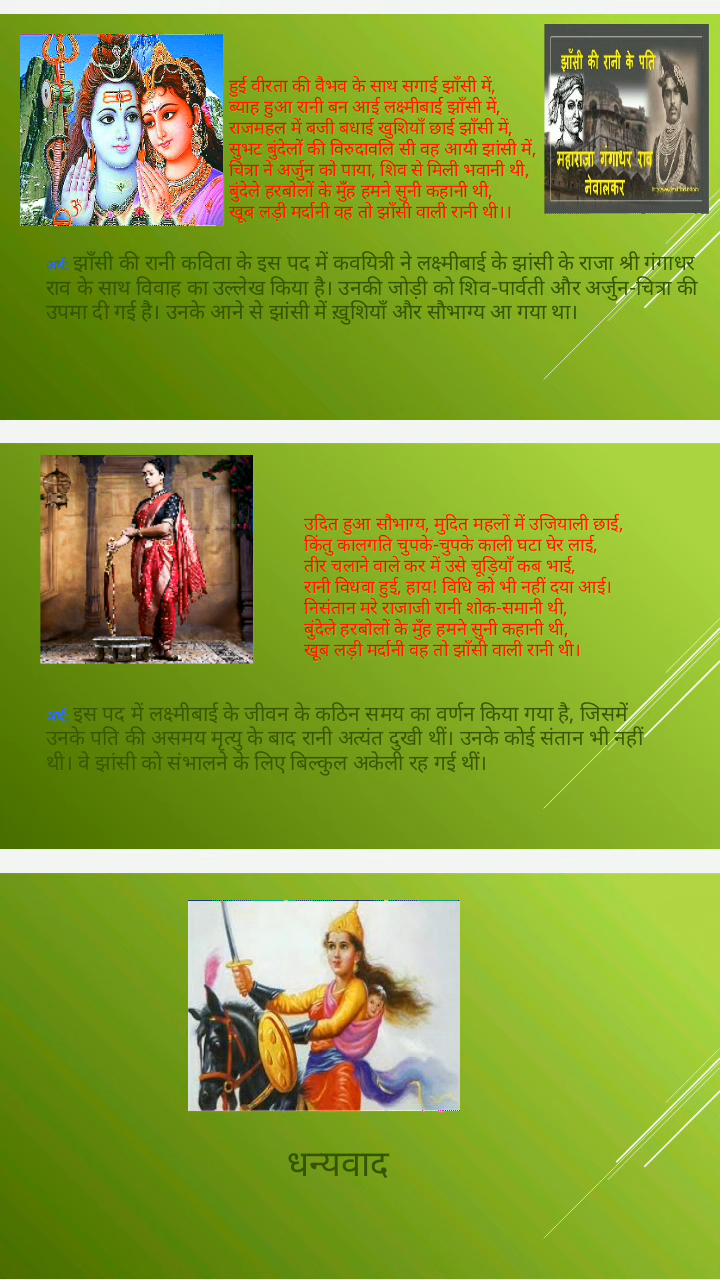 झाँसी की रानी के पति
महाराजा गंगाधर राव
नेवालकर
हुई वीरता की वैभव के साथ सगाई झाँसी में,
ब्याह हुआ रानी बन आई लक्ष्मीबाई झाँसी में,
राजमहल में बजी बधाई खुशियाँ छाई झाँसी में,
सुभट बुंदेलों की विरुदावलि सी वह आयी झांसी में,
चित्रा ने अर्जुन को पाया, शिव से मिली भवानी थी,
बुंदेले हरबोलों के मुँह हमने सुनी कहानी थी,
खूब लड़ी मर्दानी वह तो झाँसी वाली रानी थी।।
अर्थ: झाँसी की रानी कविता के इस पद में कवयित्री ने लक्ष्मीबाई के झांसी के राजा श्री गंगाधर
राव के साथ विवाह का उल्लेख किया है। उनकी जोड़ी को शिव-पार्वती और अर्जुन-चित्रा की
उपमा दी गई है। उनके आने से झांसी में ख़ुशियाँ और सौभाग्य आ गया था।
उदित हुआ सौभाग्य, मुदित महलों में उजियाली छाई,
किंतु कालगति चुपके-चुपके काली घटा घेर लाई,
तीर चलाने वाले कर में उसे चूड़ियाँ कब भाई,
रानी विधवा हुई, हाय! विधि को भी नहीं दया आई।
निसंतान मरे राजाजी रानी शोक-समानी थी,
बुंदेले हरबोलों के मुँह हमने सुनी कहानी थी,
खूब लड़ी मर्दानी वह तो झाँसी वाली रानी थी।
अर्थ: इस पद में लक्ष्मीबाई के जीवन के कठिन समय का वर्णन किया गया है, जिसमें
उनके पति की असमय मृत्यु के बाद रानी अत्यंत दुखी थीं। उनके कोई संतान भी नहीं
थी। वे झांसी को संभालने के लिए बिल्कुल अकेली रह गई थीं।
धन्यवाद